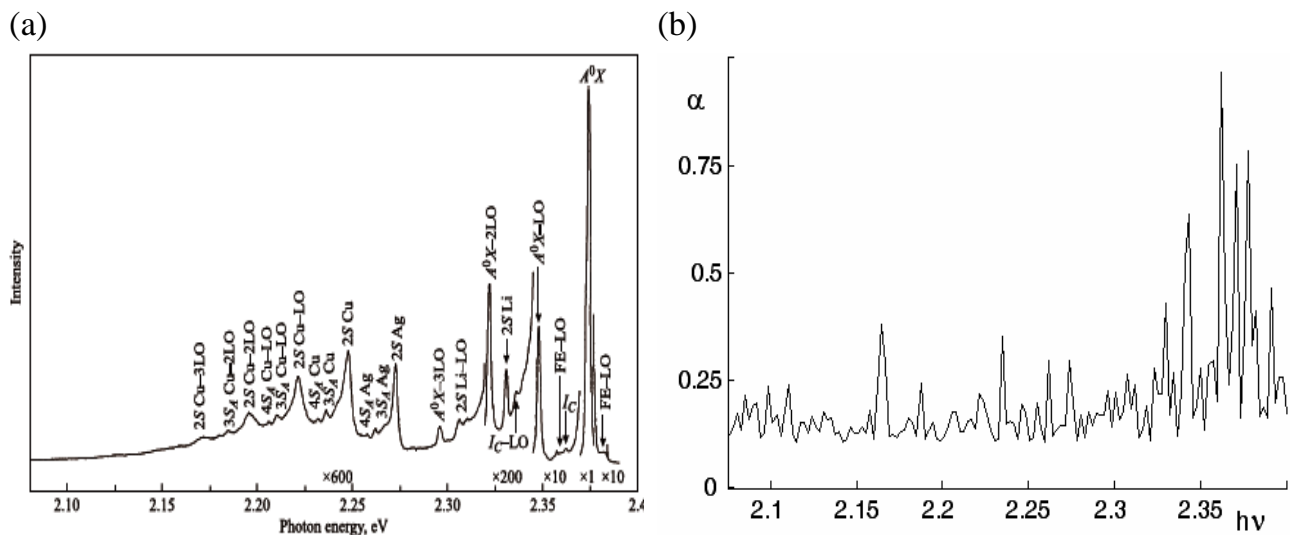 (a)
(b)
A⁰X
A⁰X–LO
A⁰X–2LO
2S Li
FE–LO
I_C
FE–LO
I_C–LO
2S Li–LO
A⁰X–3LO
2S Ag
3S_A Ag
4S_A Ag
2S Cu
3S_A Cu
4S_A Cu
2S Cu–LO
3S_A Cu–LO
4S_A Cu–LO
2S Cu–2LO
3S_A Cu–2LO
2S Cu–3LO
×600
×200
×10
×1
×10
Intensity
2.10
2.15
2.20
2.25
2.30
2.35
2.4
Photon energy, eV
α
0.75
0.5
0.25
0
2.1
2.15
2.2
2.25
2.3
2.35
hν